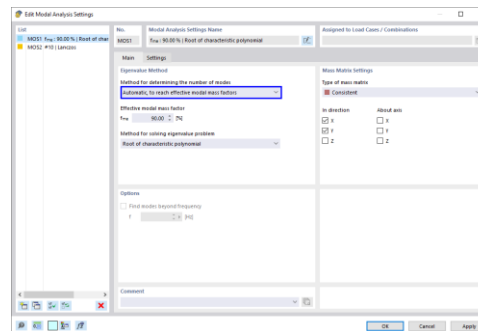 Edit Modal Analysis Settings
List
MOS1 fmp : 90.00 % | Root of char
MOS2 #10 | Lanczos
No.
MOS1
Modal Analysis Settings Name
fmp : 90.00 % | Root of characteristic polynomial
Assigned to Load Cases / Combinations
Main
Settings
Eigenvalue Method
Method for determining the number of modes
Automatic, to reach effective modal mass factors
Effective modal mass factor
90.00 [%]
Method for solving eigenvalue problem
Root of characteristic polynomial
Mass Matrix Settings
Type of mass matrix
Consistent
In direction About axis
X X
Y Y
Z Z
Options
Find modes beyond frequency
f [Hz]
Comment
OK Cancel Apply